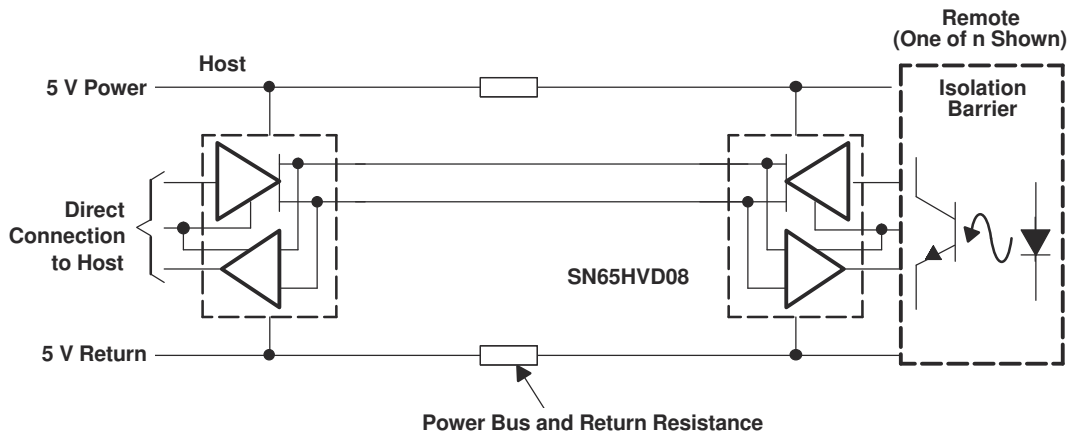 Remote
(One of n Shown)
Host
5 V Power
Isolation
Barrier
Direct
Connection
to Host
SN65HVD08
5 V Return
Power Bus and Return Resistance